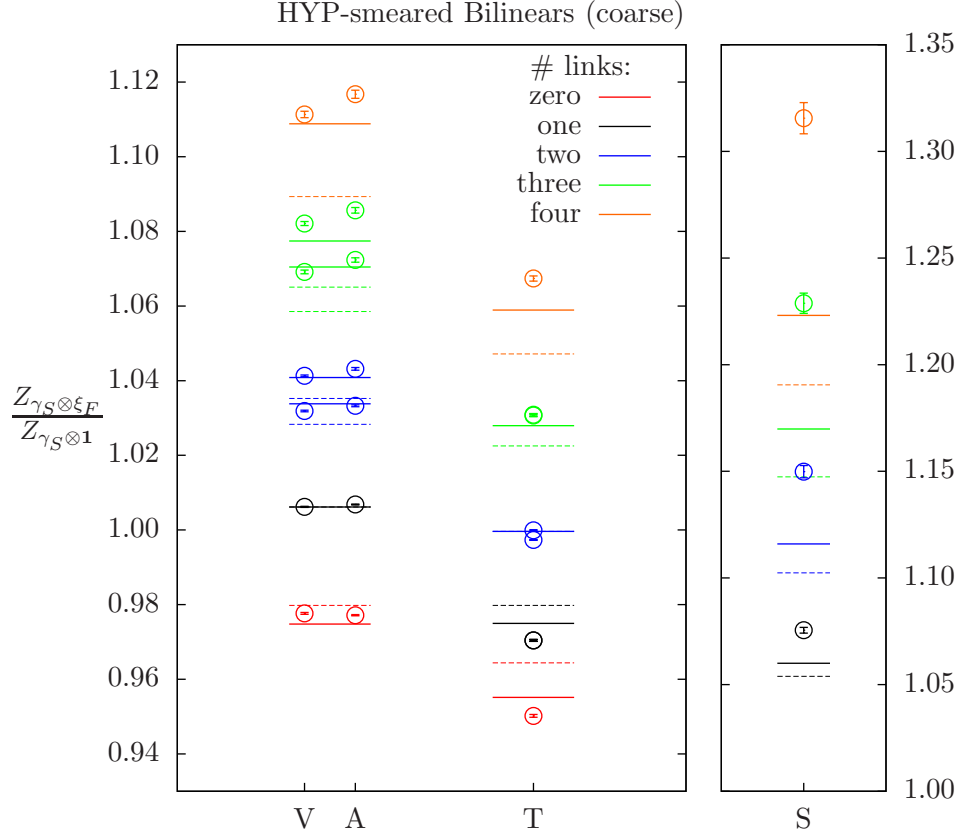 HYP-smeared Bilinears (coarse)
# links:
zero
one
two
three
four
1.12
1.10
1.08
1.06
1.04
1.02
1.00
0.98
0.96
0.94
Z_{γ_S⊗ξ_F}
Z_{γ_S⊗1}
1.35
1.30
1.25
1.20
1.15
1.10
1.05
1.00
V A T S